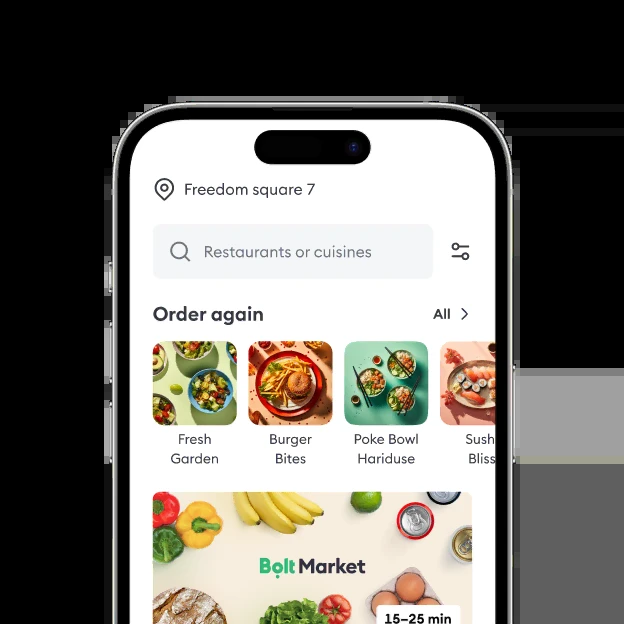 Freedom square 7
Restaurants or cuisines
Order again
All
Fresh
Garden
Burger
Bites
Poke Bowl
Hariduse
Sush
Bliss
Bolt Market
15–25 min